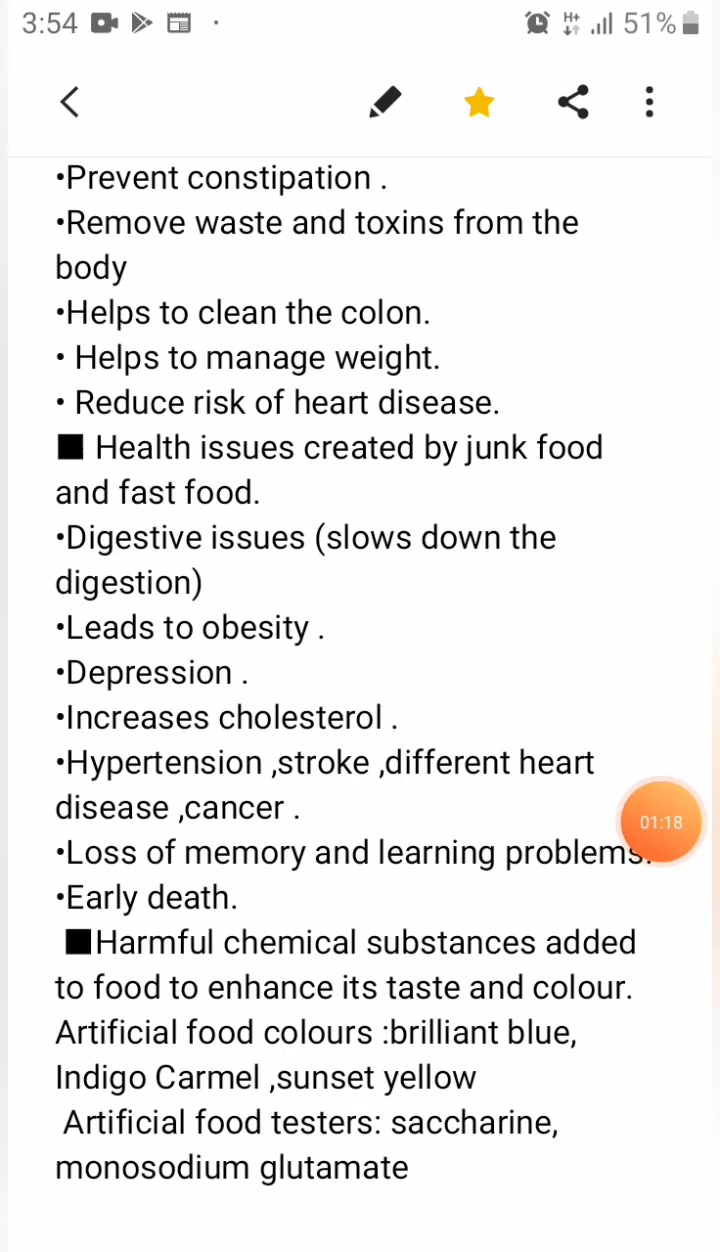 3:54 51%
•Prevent constipation .
•Remove waste and toxins from the
body
•Helps to clean the colon.
• Helps to manage weight.
• Reduce risk of heart disease.
■ Health issues created by junk food
and fast food.
•Digestive issues (slows down the
digestion)
•Leads to obesity .
•Depression .
•Increases cholesterol .
•Hypertension ,stroke ,different heart
disease ,cancer .
01:18
•Loss of memory and learning problems.
•Early death.
■Harmful chemical substances added
to food to enhance its taste and colour.
Artificial food colours :brilliant blue,
Indigo Carmel ,sunset yellow
Artificial food testers: saccharine,
monosodium glutamate